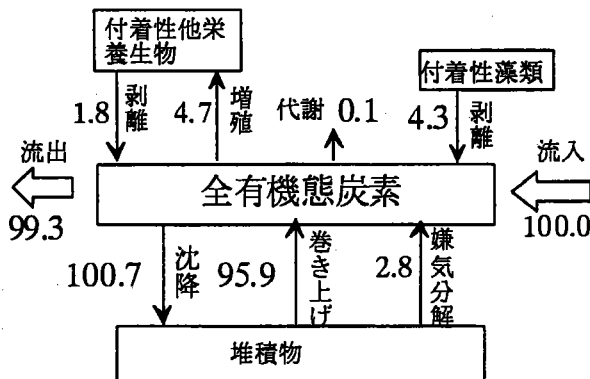 付着性他栄
養生物
付着性藻類
1.8
剥離
4.7
増殖
代謝
0.1
4.3
剥離
流出
流入
全有機態炭素
99.3
100.0
100.7
沈降
95.9
巻き上げ
2.8
嫌気分解
堆積物